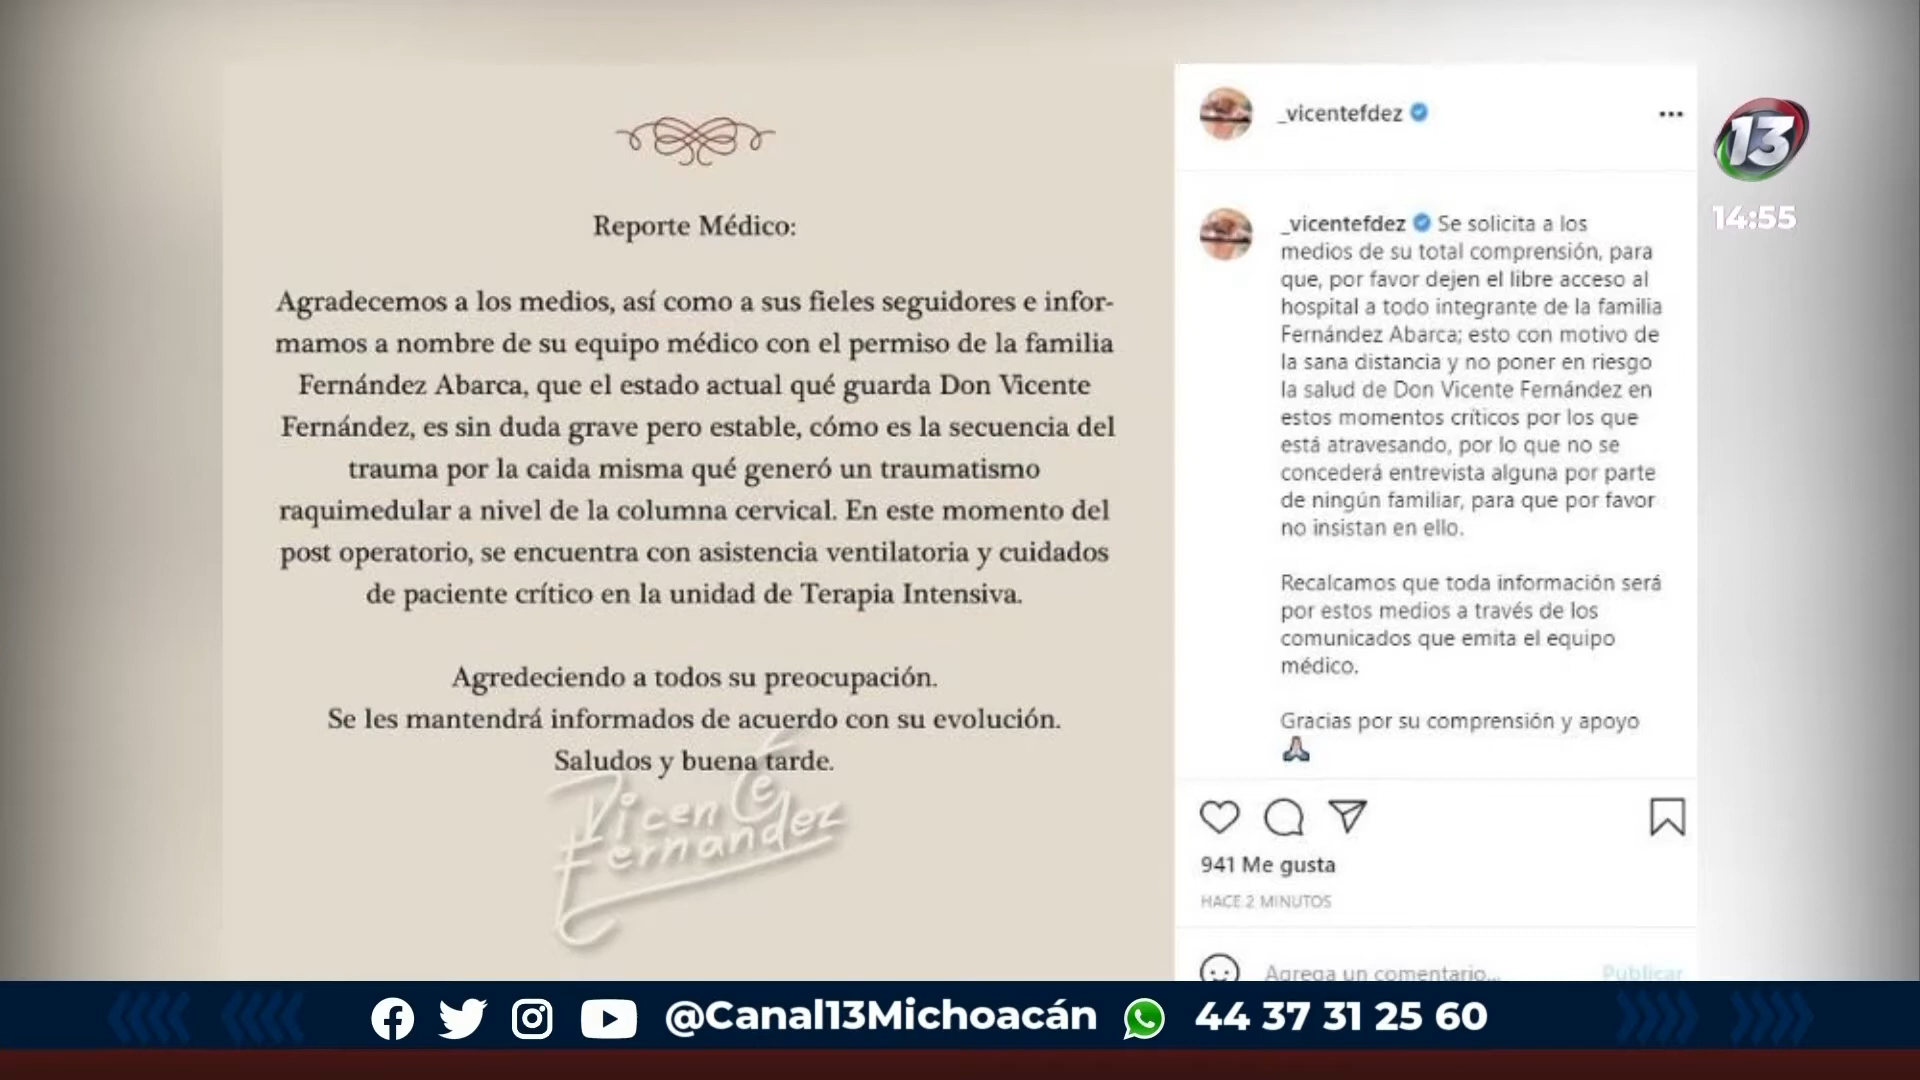 Reporte Médico:
Agradecemos a los medios, así como a sus fieles seguidores e infor-
mamos a nombre de su equipo médico con el permiso de la familia
Fernández Abarca, que el estado actual qué guarda Don Vicente
Fernández, es sin duda grave pero estable, cómo es la secuencia del
trauma por la caida misma qué generó un traumatismo
raquimedular a nivel de la columna cervical. En este momento del
post operatorio, se encuentra con asistencia ventilatoria y cuidados
de paciente crítico en la unidad de Terapia Intensiva.
Agredeciendo a todos su preocupación.
Se les mantendrá informados de acuerdo con su evolución.
Saludos y buena tarde.
Vicente
Fernandez
_vicentefdez
_vicentefdez Se solicita a los
medios de su total comprensión, para
que, por favor dejen el libre acceso al
hospital a todo integrante de la familia
Fernández Abarca; esto con motivo de
la sana distancia y no poner en riesgo
la salud de Don Vicente Fernández en
estos momentos críticos por los que
está atravesando, por lo que no se
concederá entrevista alguna por parte
de ningún familiar, para que por favor
no insistan en ello.
Recalcamos que toda información será
por estos medios a través de los
comunicados que emita el equipo
médico.
Gracias por su comprensión y apoyo
941 Me gusta
HACE 2 MINUTOS
Agrega un comentario...
Publicar
13
14:55
@Canal13Michoacán
44 37 31 25 60